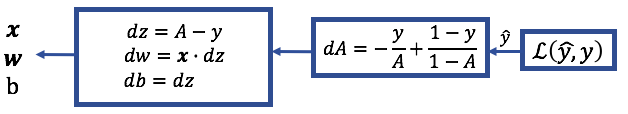 x
w
b
dz = A − y
dw = x · dz
db = dz
dA = − y/A + (1 − y)/(1 − A)
ŷ
ℒ(ŷ, y)